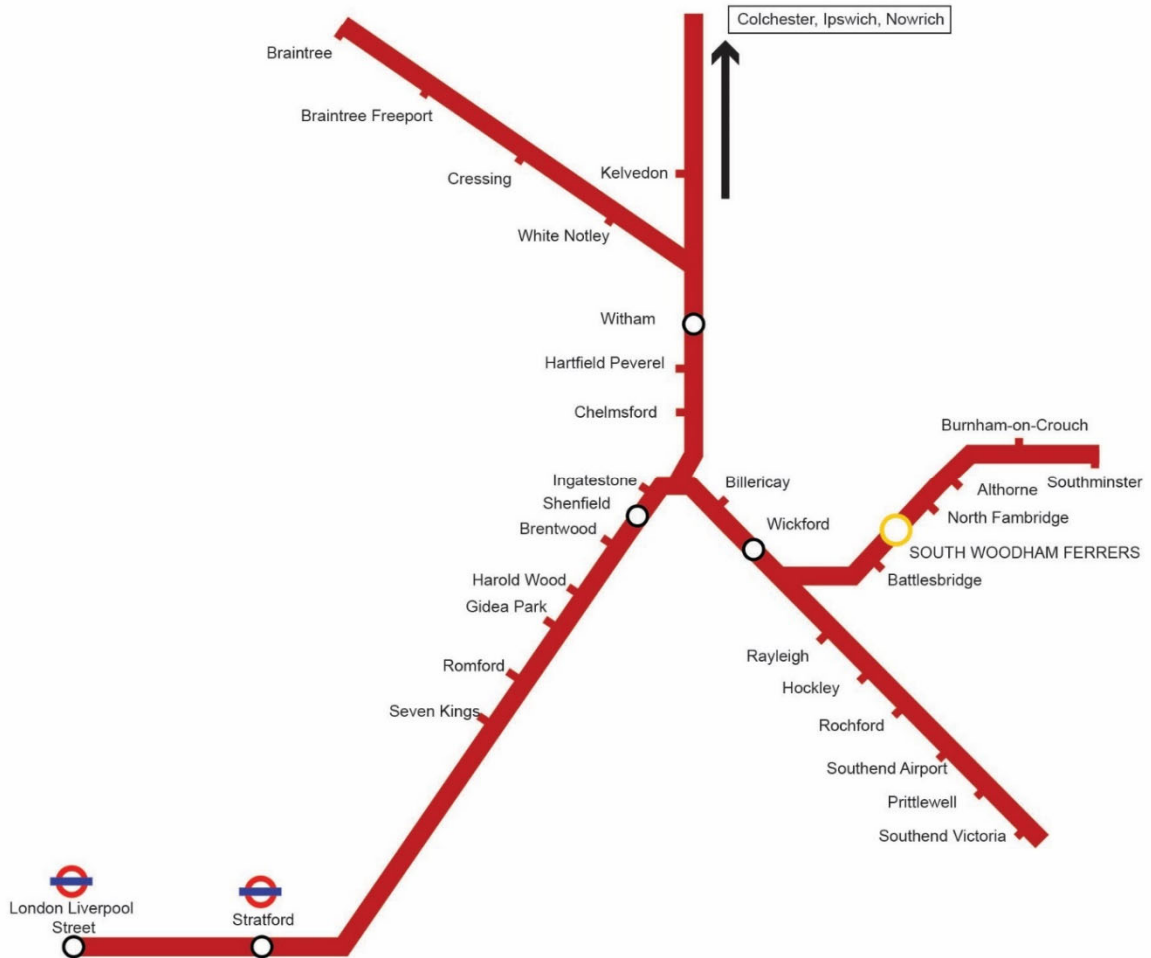 Colchester, Ipswich, Nowrich
Braintree
Braintree Freeport
Cressing
White Notley
Kelvedon
Witham
Hartfield Peverel
Chelmsford
Ingatestone
Shenfield
Brentwood
Harold Wood
Gidea Park
Romford
Seven Kings
Stratford
London Liverpool
Street
Billericay
Wickford
Burnham-on-Crouch
Southminster
Althorne
North Fambridge
SOUTH WOODHAM FERRERS
Battlesbridge
Rayleigh
Hockley
Rochford
Southend Airport
Prittlewell
Southend Victoria